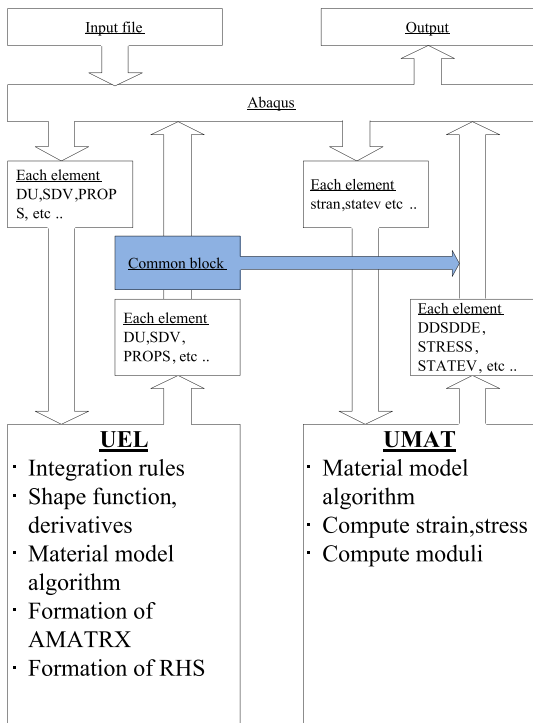 Input file
Output
Abaqus
Each element
DU,SDV,PROP
S, etc ..
Each element
stran,statev etc ..
Common block
Each element
DU,SDV,
PROPS, etc ..
Each element
DDSDDE,
STRESS,
STATEV, etc ..
UEL
· Integration rules
· Shape function,
derivatives
· Material model
algorithm
· Formation of
AMATRX
· Formation of RHS
UMAT
· Material model
algorithm
· Compute strain,stress
· Compute moduli